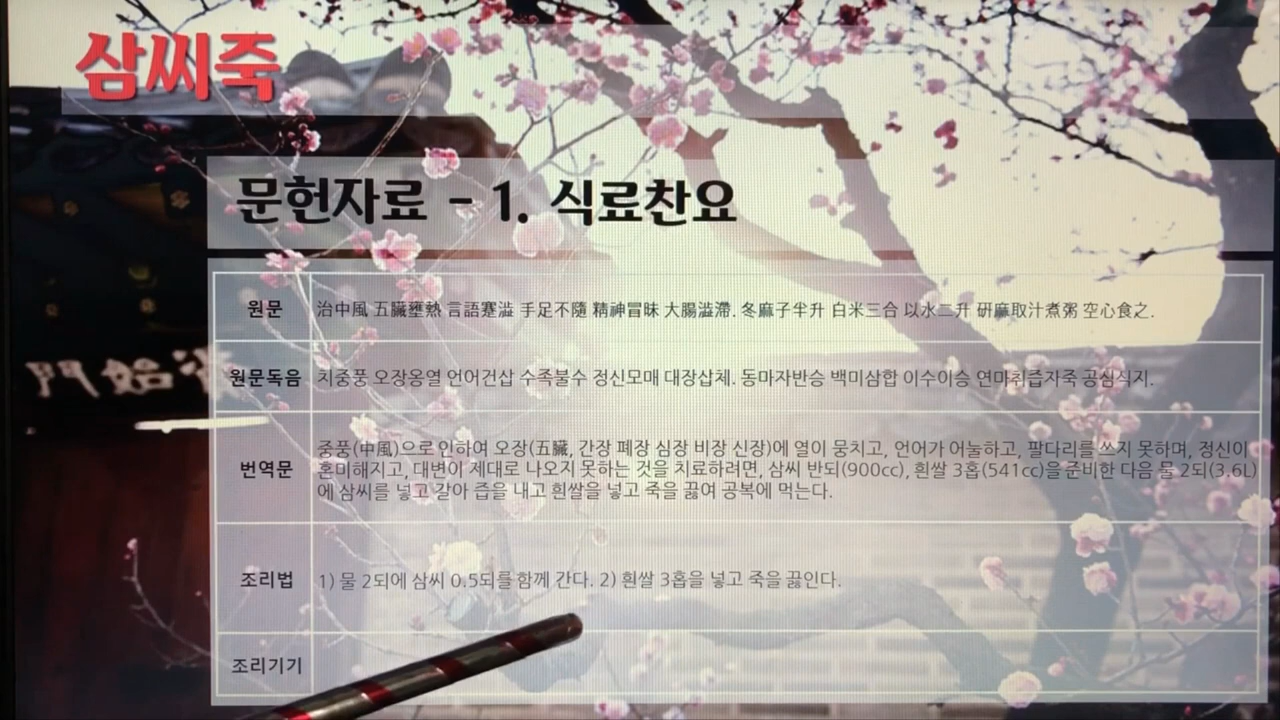 삼씨죽
문헌자료 - 1. 식료찬요
원문
治中風 五臟壅熱 言語蹇澁 手足不隨 精神冒昧 大腸澁滯. 冬麻子半升 白米三合 以水二升 硏麻取汁煮粥 空心食之.
원문독음
치중풍 오장옹열 언어건삽 수족불수 정신모매 대장삽체. 동마자반승 백미삼합 이수이승 연마취즙자죽 공심식지.
번역문
중풍(中風)으로 인하여 오장(五臟, 간장 폐장 심장 비장 신장)에 열이 뭉치고, 언어가 어눌하고, 팔다리를 쓰지 못하며, 정신이
혼미해지고, 대변이 제대로 나오지 못하는 것을 치료하려면, 삼씨 반되(900cc), 흰쌀 3홉(541cc)을 준비한 다음 물 2되(3.6L)
에 삼씨를 넣고 갈아 즙을 내고 흰쌀을 넣고 죽을 끓여 공복에 먹는다.
조리법
1) 물 2되에 삼씨 0.5되를 함께 간다. 2) 흰쌀 3홉을 넣고 죽을 끓인다.
조리기기
門始